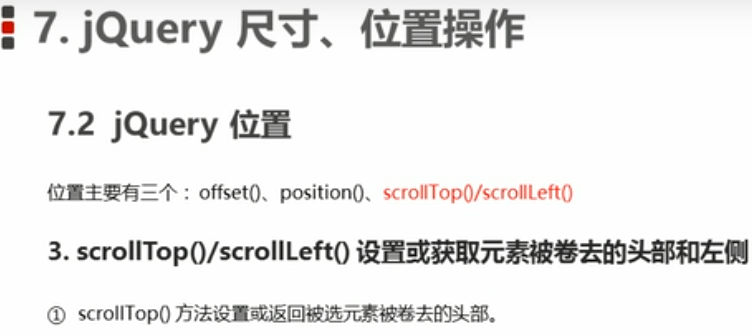 7. jQuery 尺寸、位置操作
7.2 jQuery 位置
位置主要有三个：offset()、position()、scrollTop()/scrollLeft()
3. scrollTop()/scrollLeft() 设置或获取元素被卷去的头部和左侧
① scrollTop() 方法设置或返回被选元素被卷去的头部。